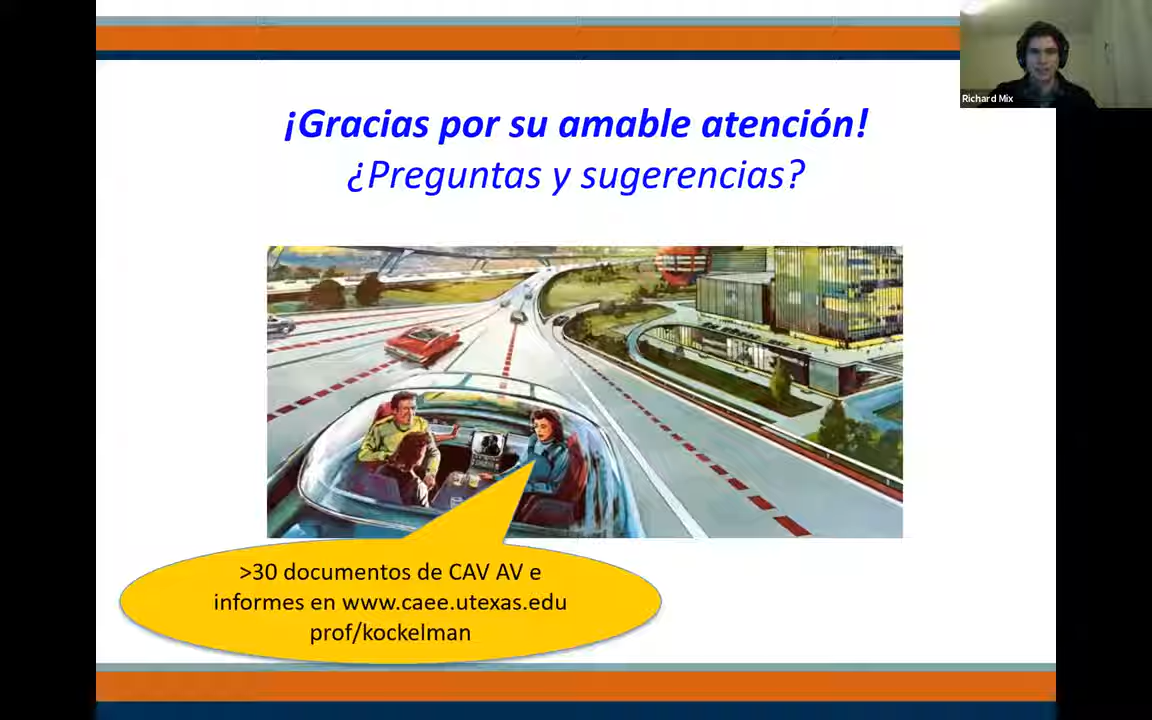 Richard Mix
¡Gracias por su amable atención!
¿Preguntas y sugerencias?
>30 documentos de CAV AV e
informes en www.caee.utexas.edu
prof/kockelman